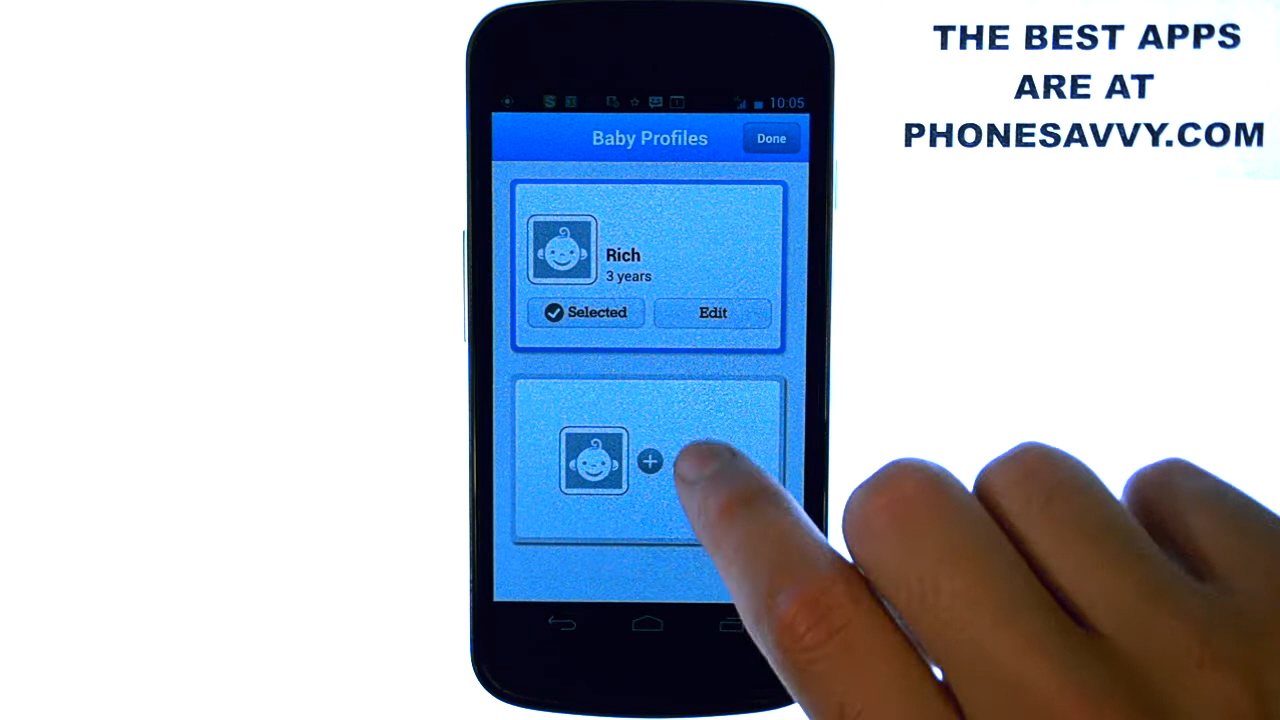 THE BEST APPS
ARE AT
PHONESAVVY.COM
10:05
Baby Profiles
Done
Rich
3 years
Selected
Edit